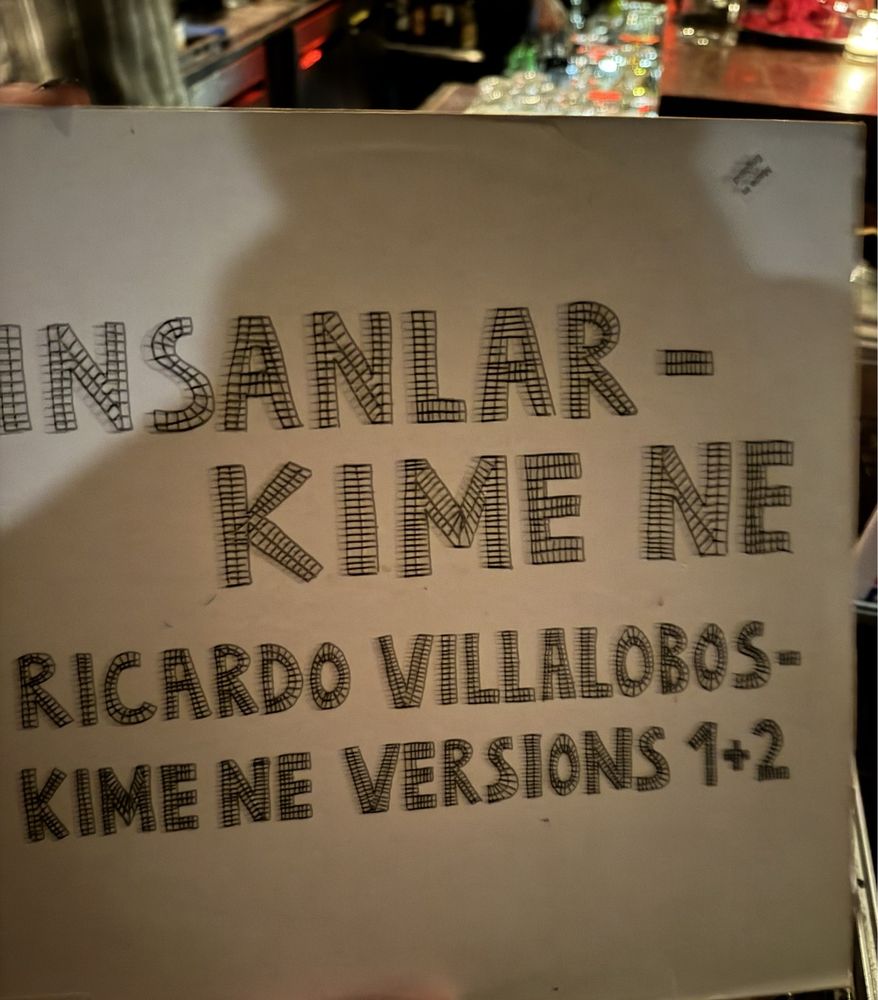 INSANLAR -
KIME NE
RICARDO VILLALOBOS-
KIME NE VERSIONS 1+2